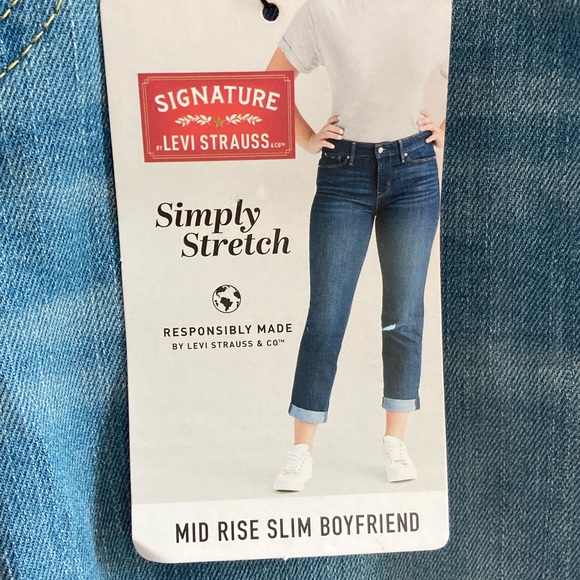 SIGNATURE
BY LEVI STRAUSS & CO™
Simply
Stretch
RESPONSIBLY MADE
BY LEVI STRAUSS & CO™
MID RISE SLIM BOYFRIEND